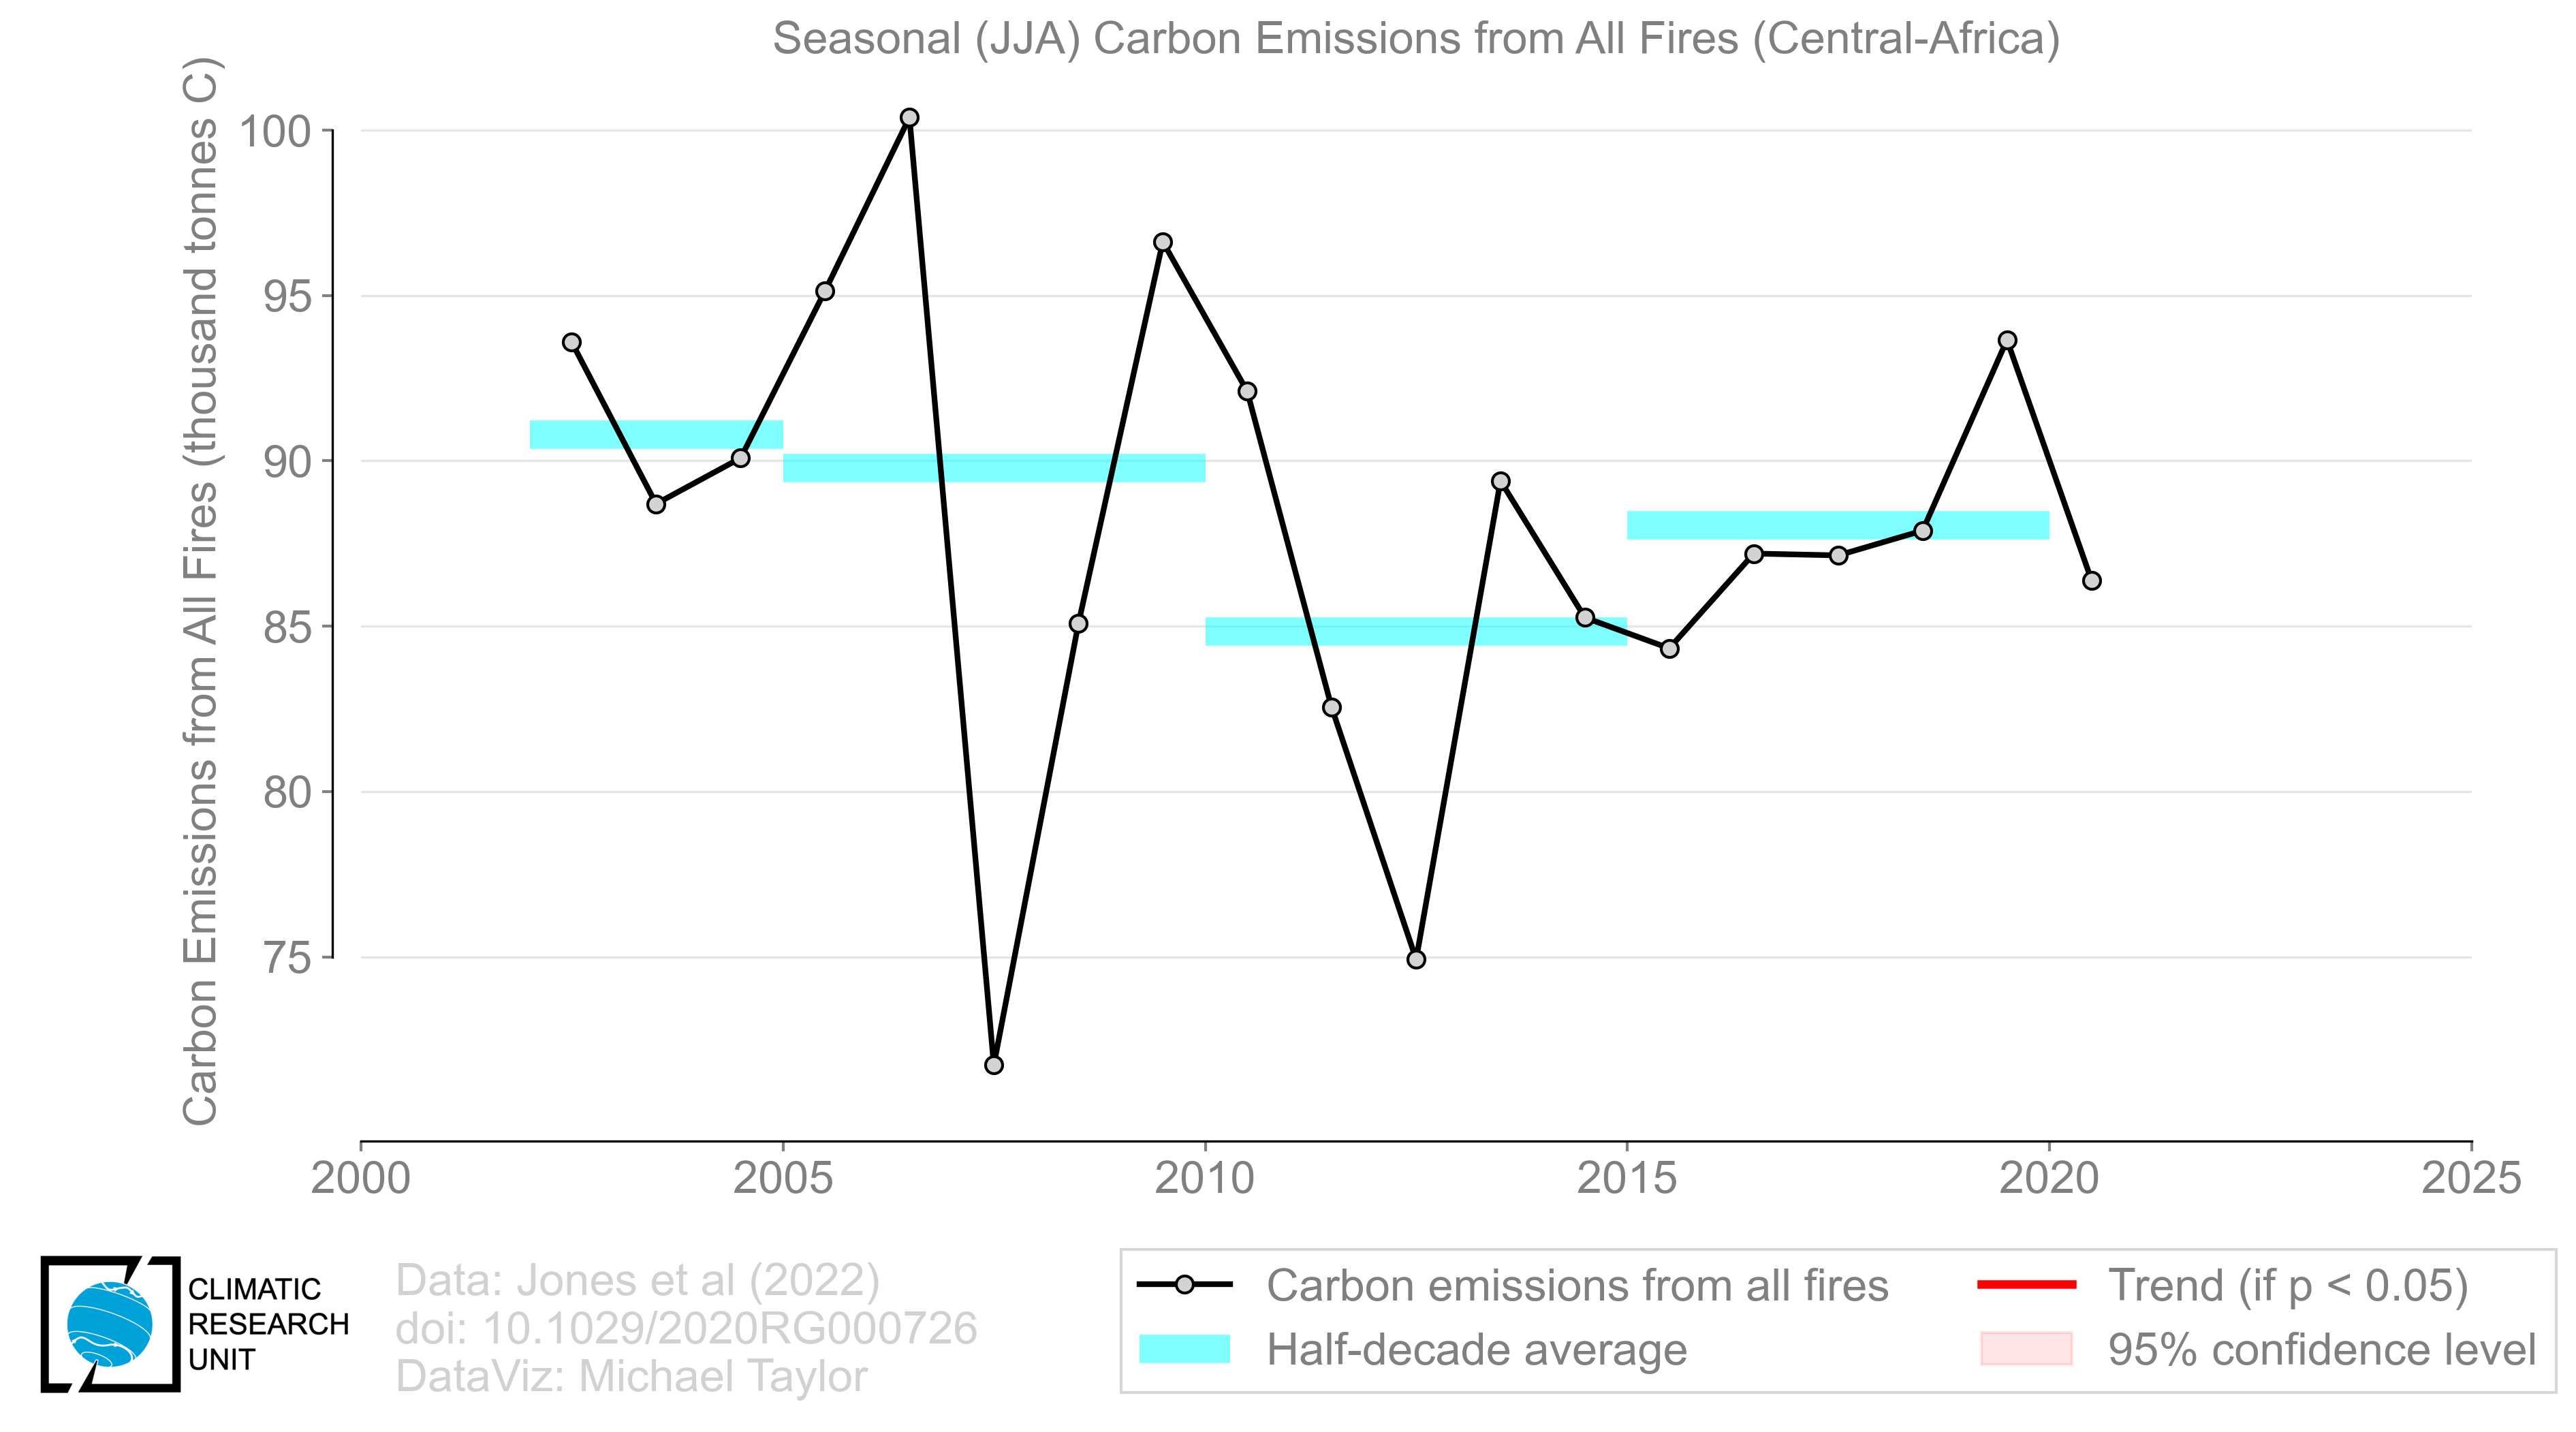 Seasonal (JJA) Carbon Emissions from All Fires (Central-Africa)
Carbon Emissions from All Fires (thousand tonnes C)
100
95
90
85
80
75
2000 2005 2010 2015 2020 2025
CLIMATIC
RESEARCH
UNIT
Data: Jones et al (2022)
doi: 10.1029/2020RG000726
DataViz: Michael Taylor
Carbon emissions from all fires
Half-decade average
Trend (if p < 0.05)
95% confidence level